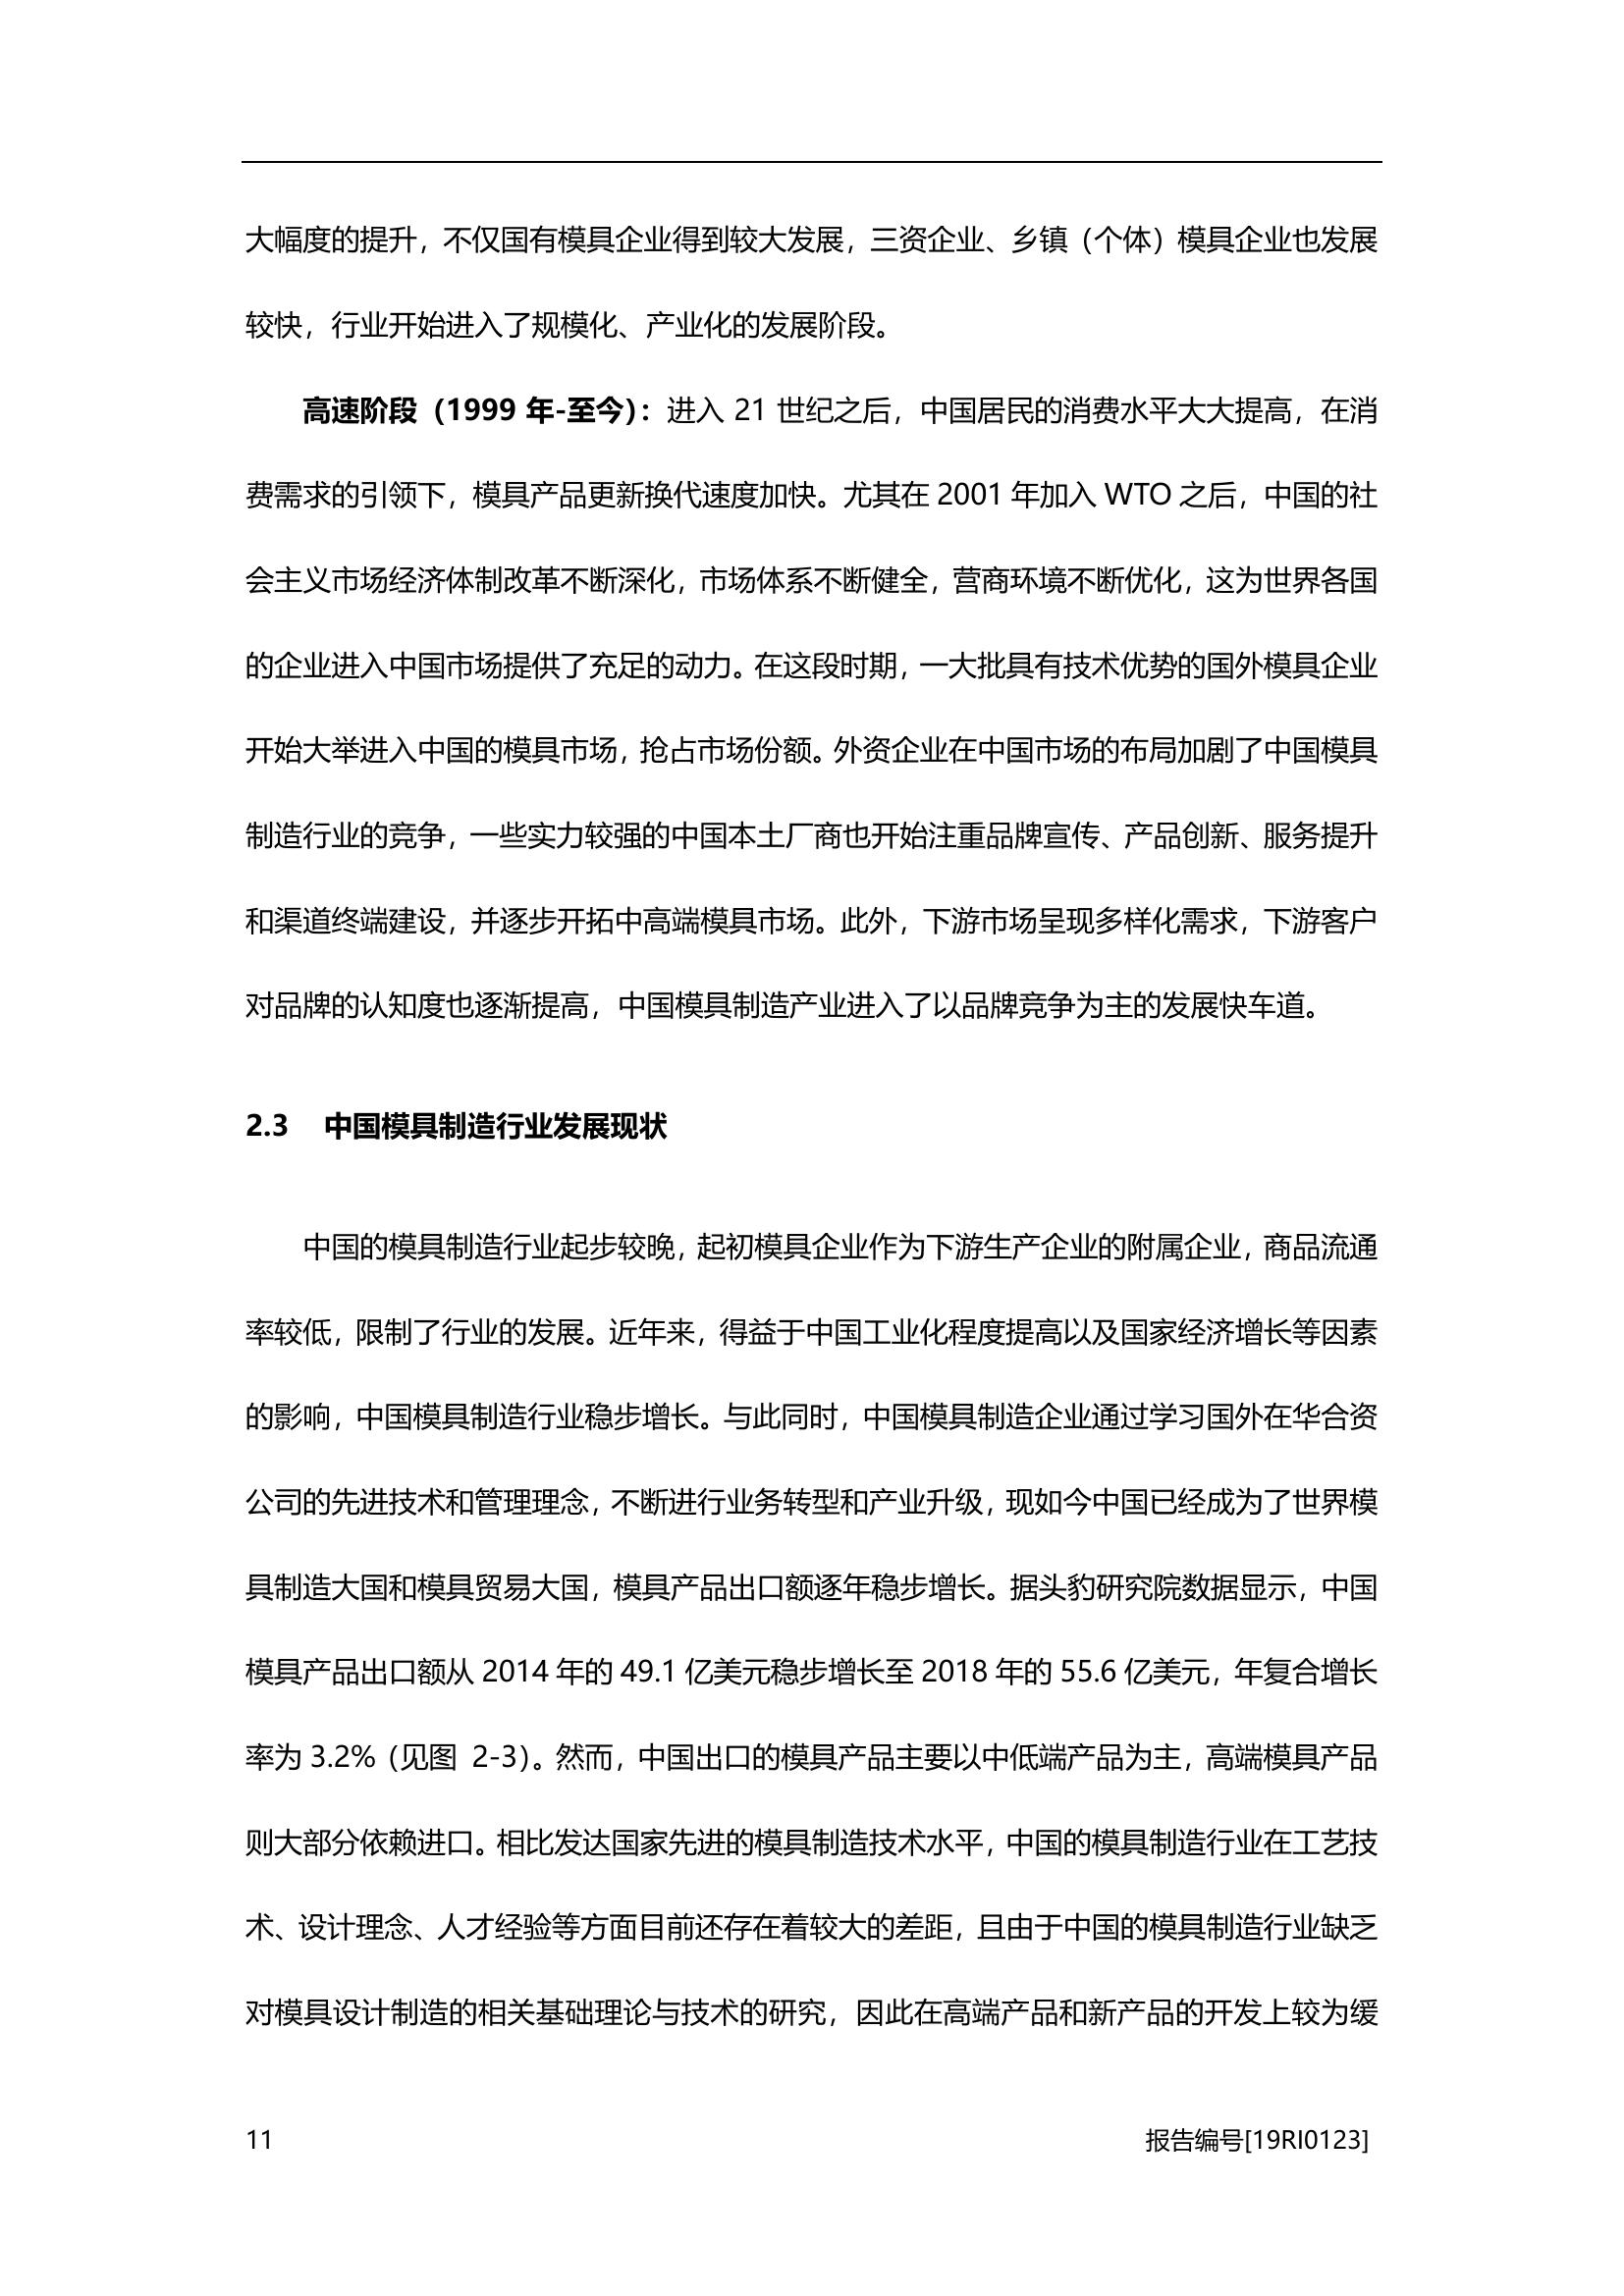 大幅度的提升，不仅国有模具企业得到较大发展，三资企业、乡镇（个体）模具企业也发展
较快，行业开始进入了规模化、产业化的发展阶段。
高速阶段（1999 年-至今）：进入 21 世纪之后，中国居民的消费水平大大提高，在消
费需求的引领下，模具产品更新换代速度加快。尤其在 2001 年加入 WTO 之后，中国的社
会主义市场经济体制改革不断深化，市场体系不断健全，营商环境不断优化，这为世界各国
的企业进入中国市场提供了充足的动力。在这段时期，一大批具有技术优势的国外模具企业
开始大举进入中国的模具市场，抢占市场份额。外资企业在中国市场的布局加剧了中国模具
制造行业的竞争，一些实力较强的中国本土厂商也开始注重品牌宣传、产品创新、服务提升
和渠道终端建设，并逐步开拓中高端模具市场。此外，下游市场呈现多样化需求，下游客户
对品牌的认知度也逐渐提高，中国模具制造产业进入了以品牌竞争为主的发展快车道。
2.3 中国模具制造行业发展现状
中国的模具制造行业起步较晚，起初模具企业作为下游生产企业的附属企业，商品流通
率较低，限制了行业的发展。近年来，得益于中国工业化程度提高以及国家经济增长等因素
的影响，中国模具制造行业稳步增长。与此同时，中国模具制造企业通过学习国外在华合资
公司的先进技术和管理理念，不断进行业务转型和产业升级，现如今中国已经成为了世界模
具制造大国和模具贸易大国，模具产品出口额逐年稳步增长。据头豹研究院数据显示，中国
模具产品出口额从 2014 年的 49.1 亿美元稳步增长至 2018 年的 55.6 亿美元，年复合增长
率为 3.2%（见图 2-3）。然而，中国出口的模具产品主要以中低端产品为主，高端模具产品
则大部分依赖进口。相比发达国家先进的模具制造技术水平，中国的模具制造行业在工艺技
术、设计理念、人才经验等方面目前还存在着较大的差距，且由于中国的模具制造行业缺乏
对模具设计制造的相关基础理论与技术的研究，因此在高端产品和新产品的开发上较为缓
11 报告编号[19RI0123]